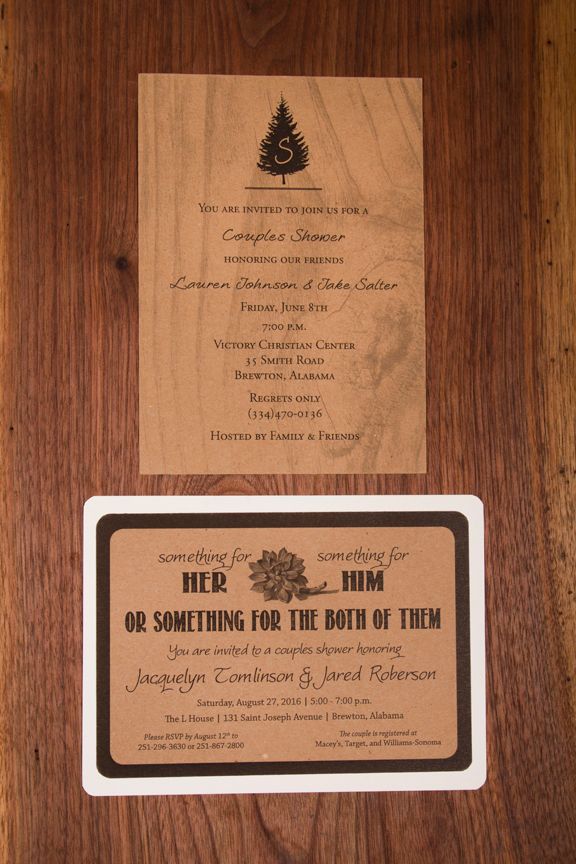 S
You are invited to join us for a
Couples Shower
honoring our friends
Lauren Johnson & Jake Salter
Friday, June 8th
7:00 p.m.
Victory Christian Center
35 Smith Road
Brewton, Alabama
Regrets only
(334)470-0136
Hosted by Family & Friends
something for something for
HER HIM
OR SOMETHING FOR THE BOTH OF THEM
You are invited to a couples shower honoring
Jacquelyn Tomlinson & Jared Roberson
Saturday, August 27, 2016 | 5:00 - 7:00 p.m.
The L House | 131 Saint Joseph Avenue | Brewton, Alabama
Please RSVP by August 12th to
251-296-3630 or 251-867-2800
The couple is registered at
Macey's, Target, and Williams-Sonoma